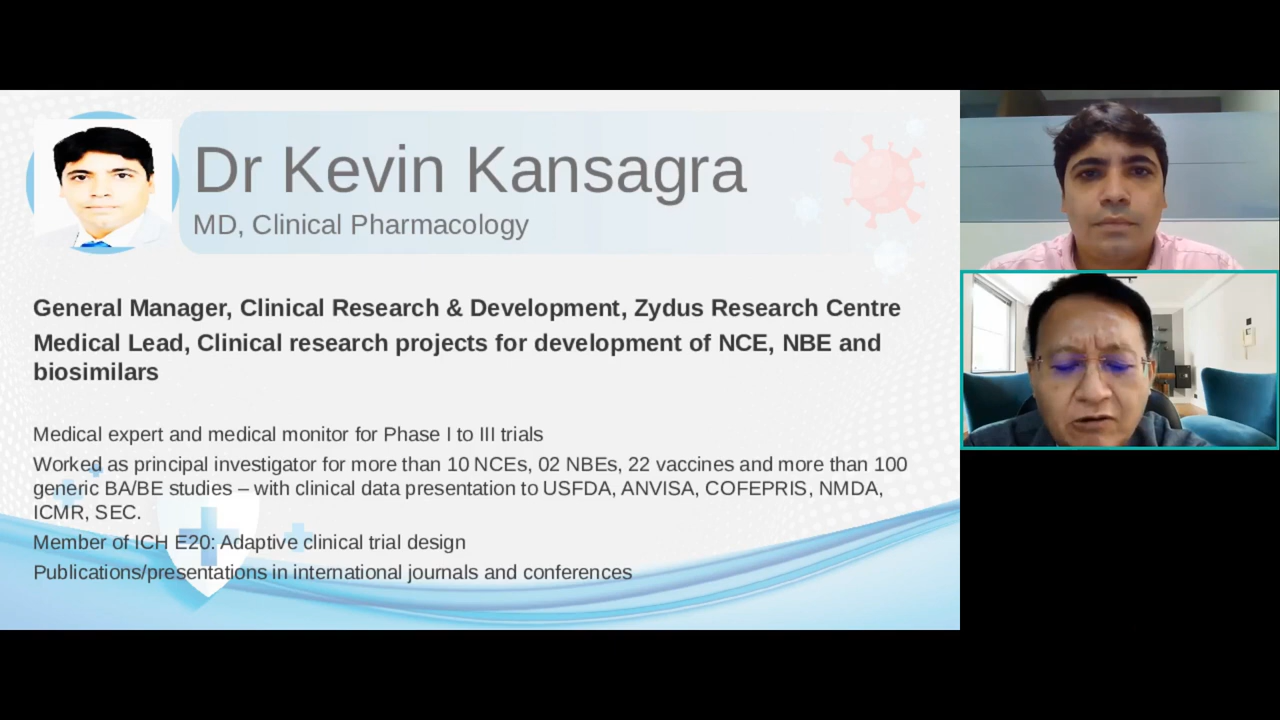 Dr Kevin Kansagra
MD, Clinical Pharmacology
General Manager, Clinical Research & Development, Zydus Research Centre
Medical Lead, Clinical research projects for development of NCE, NBE and
biosimilars
Medical expert and medical monitor for Phase I to III trials
Worked as principal investigator for more than 10 NCEs, 02 NBEs, 22 vaccines and more than 100
generic BA/BE studies – with clinical data presentation to USFDA, ANVISA, COFEPRIS, NMDA,
ICMR, SEC.
Member of ICH E20: Adaptive clinical trial design
Publications/presentations in international journals and conferences